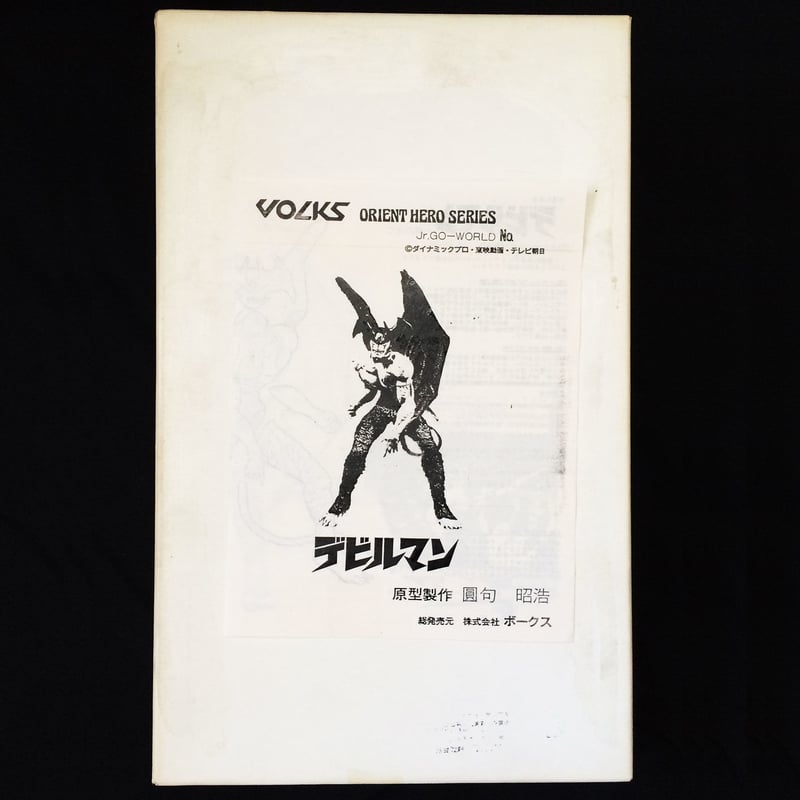 VOLKS ORIENT HERO SERIES
Jr.GO-WORLD No.
©ダイナミックプロ・東映動画・テレビ朝日
デビルマン
原型製作 圓句 昭浩
総発売元 株式会社 ボークス